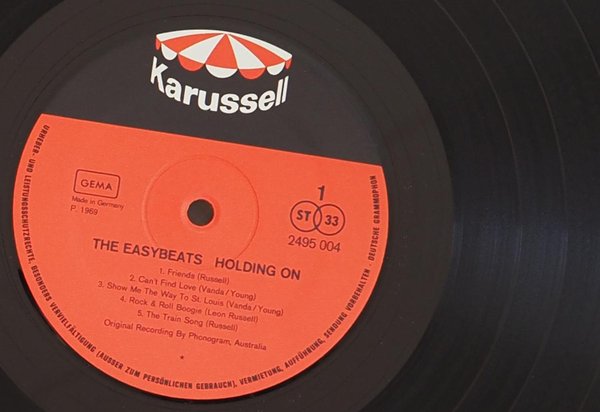 Karussell
GEMA
Made in Germany
P. 1969
1
ST 33
2495 004
THE EASYBEATS HOLDING ON
1. Friends (Russell)
2. Can't Find Love (Vanda/Young)
3. Show Me The Way To St. Louis (Vanda/Young)
4. Rock & Roll Boogie (Leon Russell)
5. The Train Song (Russell)
Original Recording By Phonogram, Australia
*
URHEBER- UND LEISTUNGSSCHUTZRECHTE, BESONDERS VERVIELFÄLTIGUNG (AUSSER ZUM PERSÖNLICHEN GEBRAUCH), VERMIETUNG, AUFFÜHRUNG, SENDUNG VORBEHALTEN · DEUTSCHE GRAMMOPHON